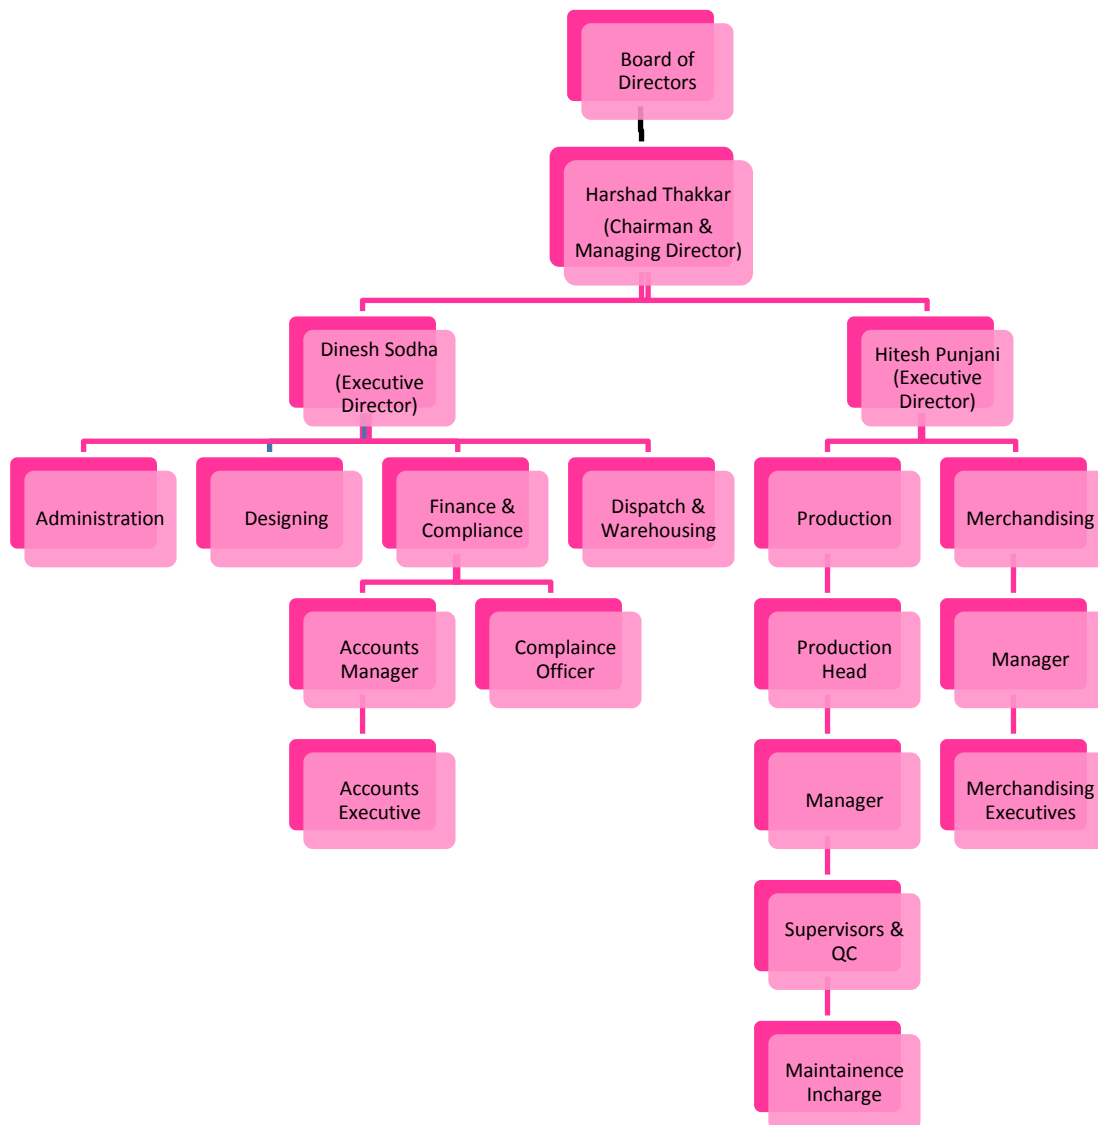 Board of
Directors
Harshad Thakkar
(Chairman &
Managing Director)
Dinesh Sodha
(Executive
Director)
Hitesh Punjani
(Executive
Director)
Administration
Designing
Finance &
Compliance
Dispatch &
Warehousing
Production
Merchandising
Accounts
Manager
Complaince
Officer
Production
Head
Manager
Accounts
Executive
Manager
Merchandising
Executives
Supervisors &
QC
Maintainence
Incharge